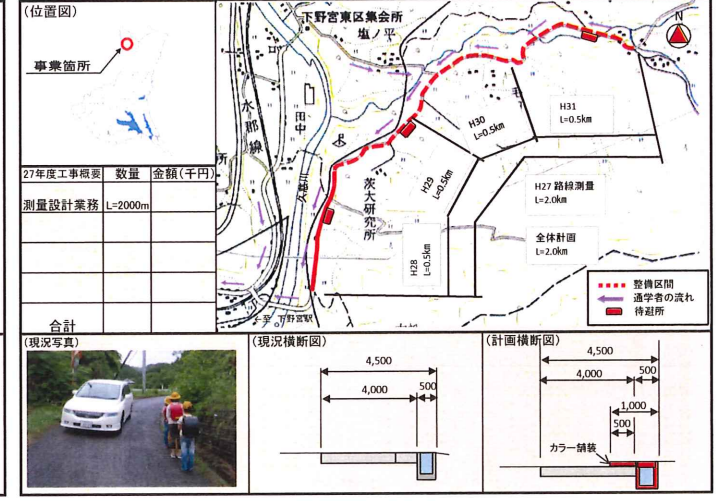 (位置図)
事業箇所
27年度工事概要 数量 金額(千円)
測量設計業務 L=2000m
合計
下野宮東区集会所
塩ノ平
水郡線
田中
久慈川
茨大研究所
N
H31
L=0.5km
H30
L=0.5km
H29
L=0.5km
H28
L=0.5km
H27 路線測量
L=2.0km
全体計画
L=2.0km
整備区間
通学者の流れ
待避所
至 下野宮駅
(現況写真)
(現況横断図)
4,500
4,000
500
(計画横断図)
4,500
4,000
500
1,000
500
カラー舗装